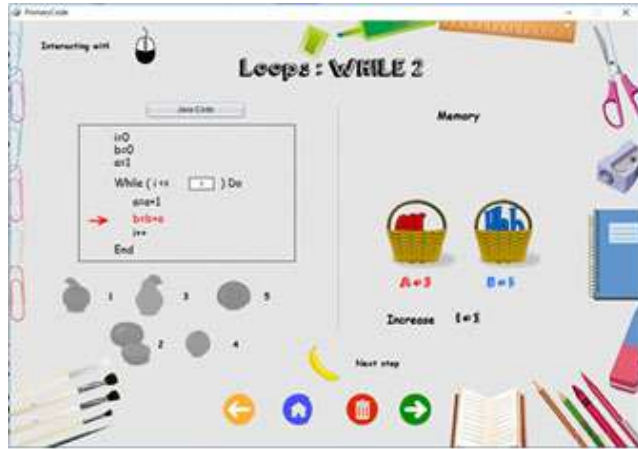 PrimaryCode
Interacting with
Loops : WHILE 2
Java Code
Memory
i=0
b=0
a=1
While ( i <=
) Do
a=a+1
b=b+a
i++
End
A = 3
B = 5
1
3
5
Increase
2
4
Next step